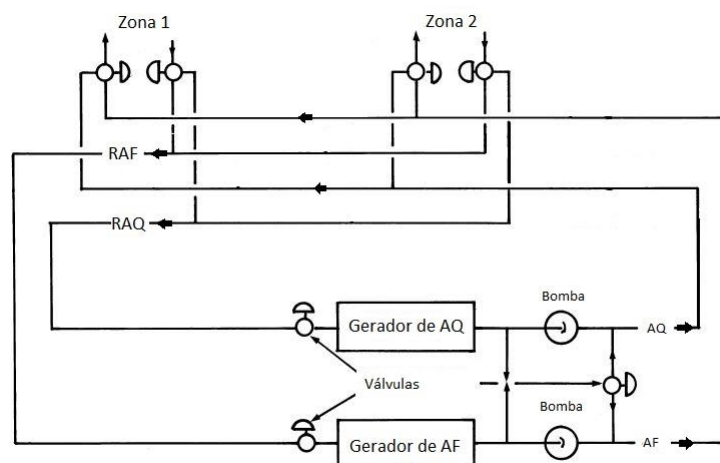 Zona 1
Zona 2
RAF
RAQ
Bomba
Gerador de AQ
AQ
Válvulas
Bomba
Gerador de AF
AF